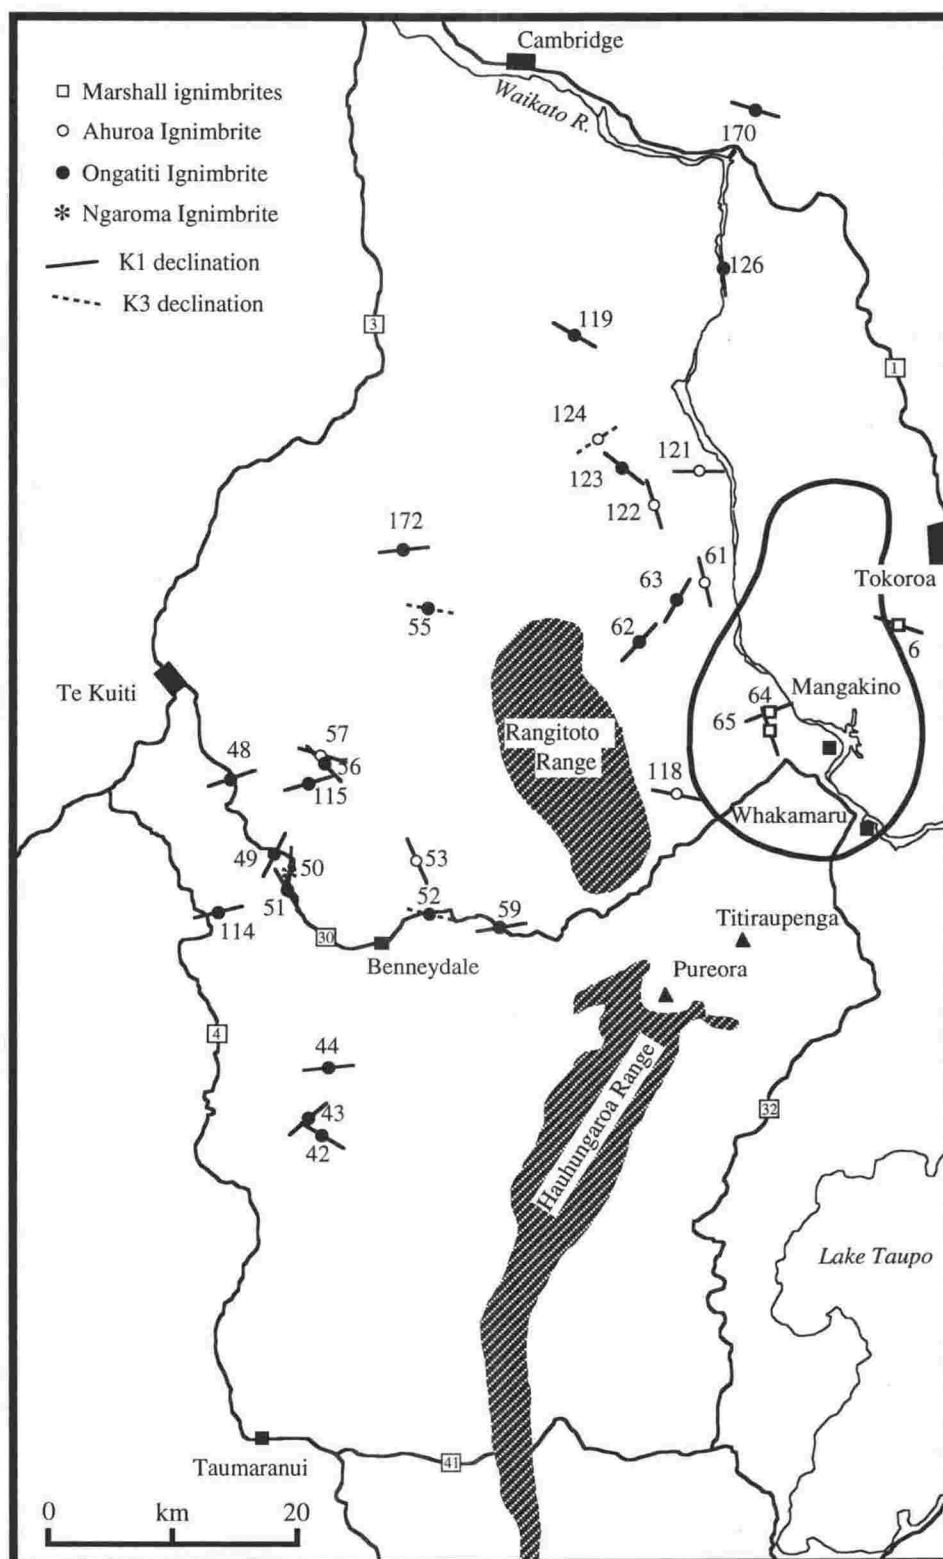 Cambridge
Waikato R.
Marshall ignimbrites
Ahuroa Ignimbrite
Ongatiti Ignimbrite
Ngaroma Ignimbrite
K1 declination
K3 declination
170
126
3
119
1
124
121
123
122
172
61
63
Tokoroa
55
62
6
Te Kuiti
64
Mangakino
65
Rangitoto
Range
57
48
56
115
118
Whakamaru
49
50
53
51
52
59
114
30
Titiraupenga
Benneydale
Pureora
4
44
43
42
Hauhungaroa Range
32
Lake Taupo
Taumaranui
41
0 km 20